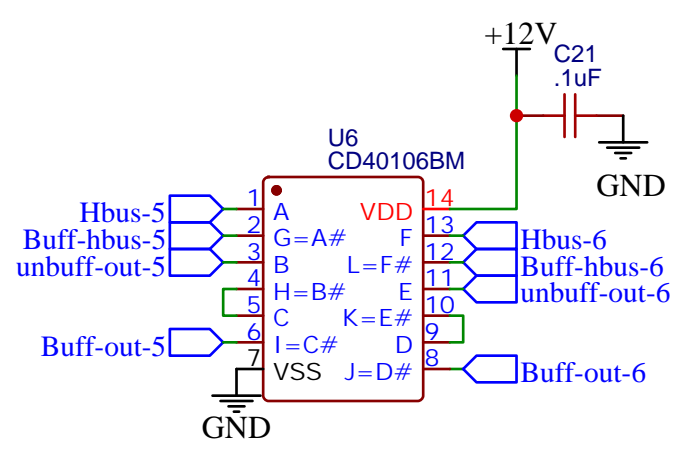 +12V
C21
.1uF
GND
U6
CD40106BM
Hbus-5 1 A VDD 14
Buff-hbus-5 2 G=A# F 13 Hbus-6
unbuff-out-5 3 B L=F# 12 Buff-hbus-6
4 H=B# E 11 unbuff-out-6
5 C K=E# 10
Buff-out-5 6 I=C# D 9
7 VSS J=D# 8 Buff-out-6
GND